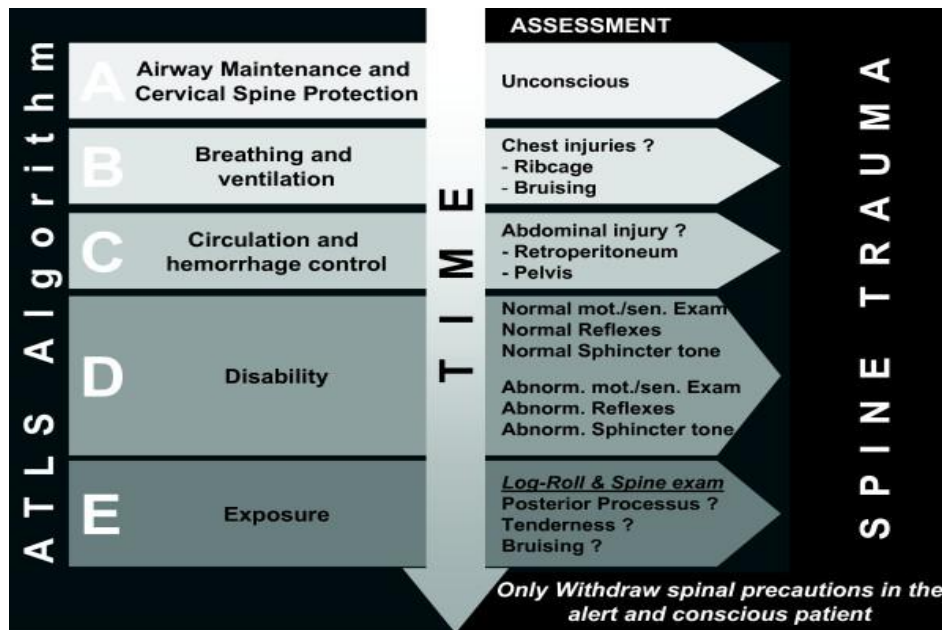 ASSESSMENT
ATLS Algorithm
A
Airway Maintenance and
Cervical Spine Protection
Unconscious
B
Breathing and
ventilation
Chest injuries ?
- Ribcage
- Bruising
C
Circulation and
hemorrhage control
Abdominal injury ?
- Retroperitoneum
- Pelvis
D
Disability
Normal mot./sen. Exam
Normal Reflexes
Normal Sphincter tone
Abnorm. mot./sen. Exam
Abnorm. Reflexes
Abnorm. Sphincter tone
E
Exposure
Log-Roll & Spine exam
Posterior Processus ?
Tenderness ?
Bruising ?
TIME
SPINE TRAUMA
Only Withdraw spinal precautions in the
alert and conscious patient